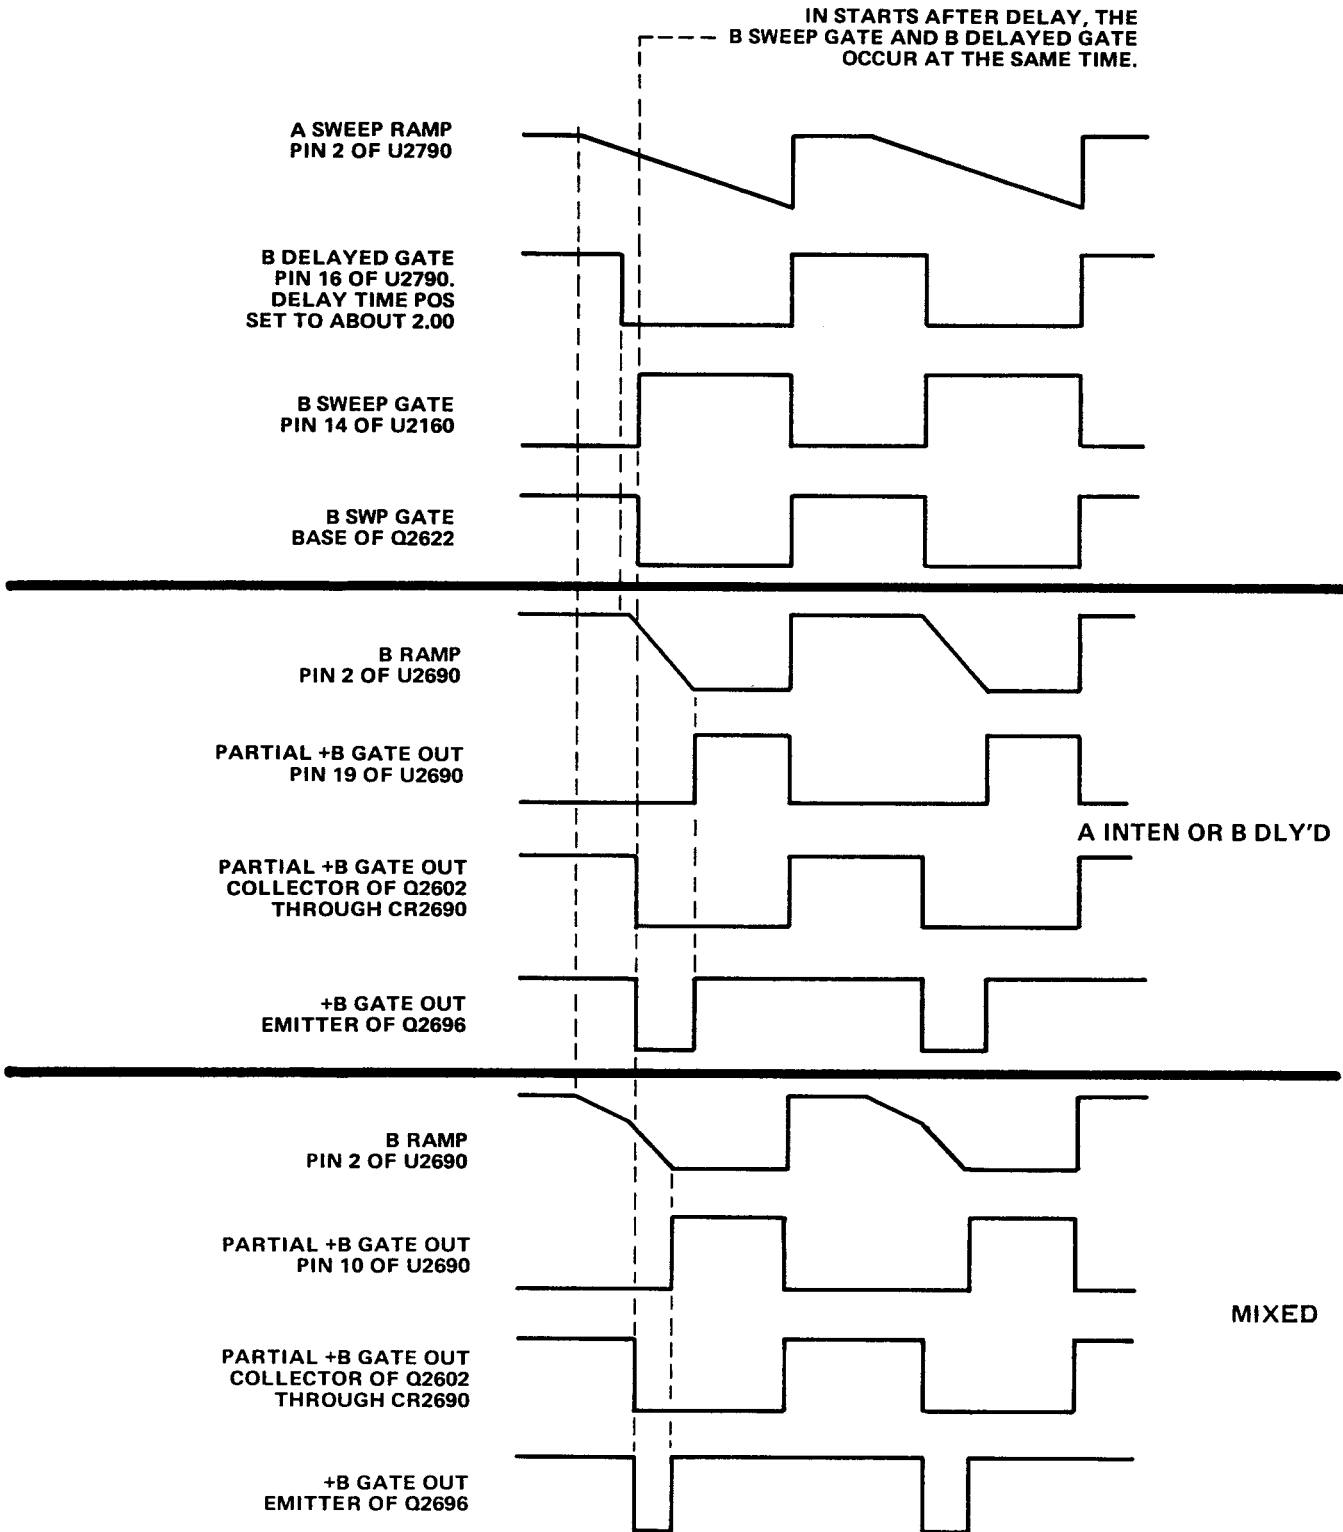 IN STARTS AFTER DELAY, THE
B SWEEP GATE AND B DELAYED GATE
OCCUR AT THE SAME TIME.
A SWEEP RAMP
PIN 2 OF U2790
B DELAYED GATE
PIN 16 OF U2790.
DELAY TIME POS
SET TO ABOUT 2.00
B SWEEP GATE
PIN 14 OF U2160
B SWP GATE
BASE OF Q2622
B RAMP
PIN 2 OF U2690
PARTIAL +B GATE OUT
PIN 19 OF U2690
A INTEN OR B DLY'D
PARTIAL +B GATE OUT
COLLECTOR OF Q2602
THROUGH CR2690
+B GATE OUT
EMITTER OF Q2696
B RAMP
PIN 2 OF U2690
PARTIAL +B GATE OUT
PIN 10 OF U2690
MIXED
PARTIAL +B GATE OUT
COLLECTOR OF Q2602
THROUGH CR2690
+B GATE OUT
EMITTER OF Q2696